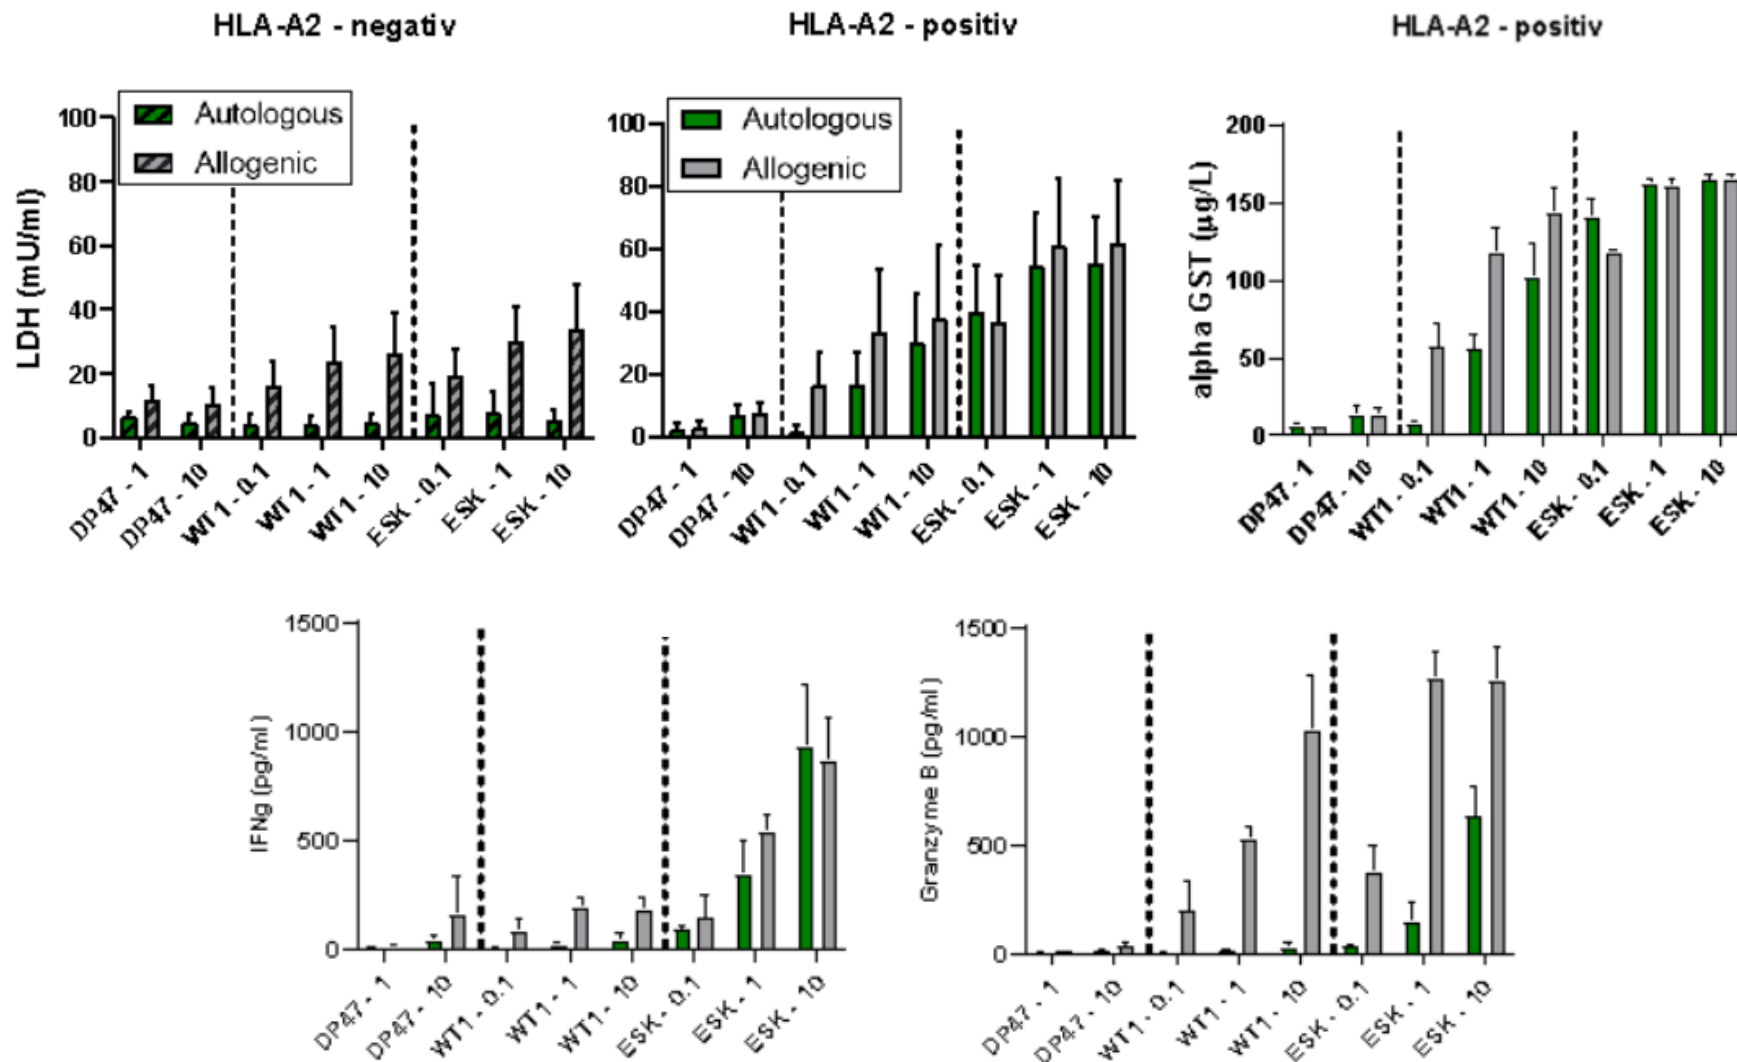 HLA-A2 - negativ
HLA-A2 - positiv
HLA-A2 - positiv
Autologous
Allogenic
LDH (mU/ml)
100
80
60
40
20
0
DP47 - 1
DP47 - 10
WT1 - 0.1
WT1 - 1
WT1 - 10
ESK - 0.1
ESK - 1
ESK - 10
Autologous
Allogenic
100
80
60
40
20
0
DP47 - 1
DP47 - 10
WT1 - 0.1
WT1 - 1
WT1 - 10
ESK - 0.1
ESK - 1
ESK - 10
alpha GST (µg/L)
200
150
100
50
0
DP47 - 1
DP47 - 10
WT1 - 0.1
WT1 - 1
WT1 - 10
ESK - 0.1
ESK - 1
ESK - 10
IFNg (pg/ml)
1500
1000
500
0
DP47 - 1
DP47 - 10
WT1 - 0.1
WT1 - 1
WT1 - 10
ESK - 0.1
ESK - 1
ESK - 10
Granzyme B (pg/ml)
1500
1000
500
0
DP47 - 1
DP47 - 10
WT1 - 0.1
WT1 - 1
WT1 - 10
ESK - 0.1
ESK - 1
ESK - 10